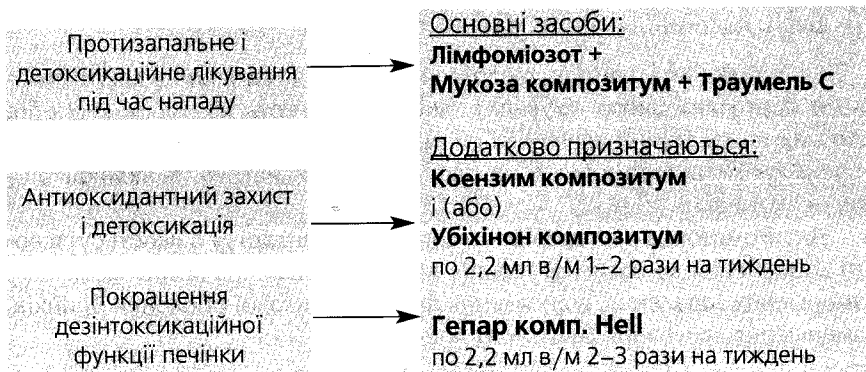 Протизапальне і
детоксикаційне лікування
під час нападу
Основні засоби:
Лімфоміозот +
Мукоза композитум + Траумель С
Антиоксидантний захист
і детоксикація
Додатково призначаються:
Коензим композитум
і (або)
Убіхінон композитум
по 2,2 мл в/м 1–2 рази на тиждень
Покращення
дезінтоксикаційної
функції печінки
Гепар комп. Hell
по 2,2 мл в/м 2–3 рази на тиждень